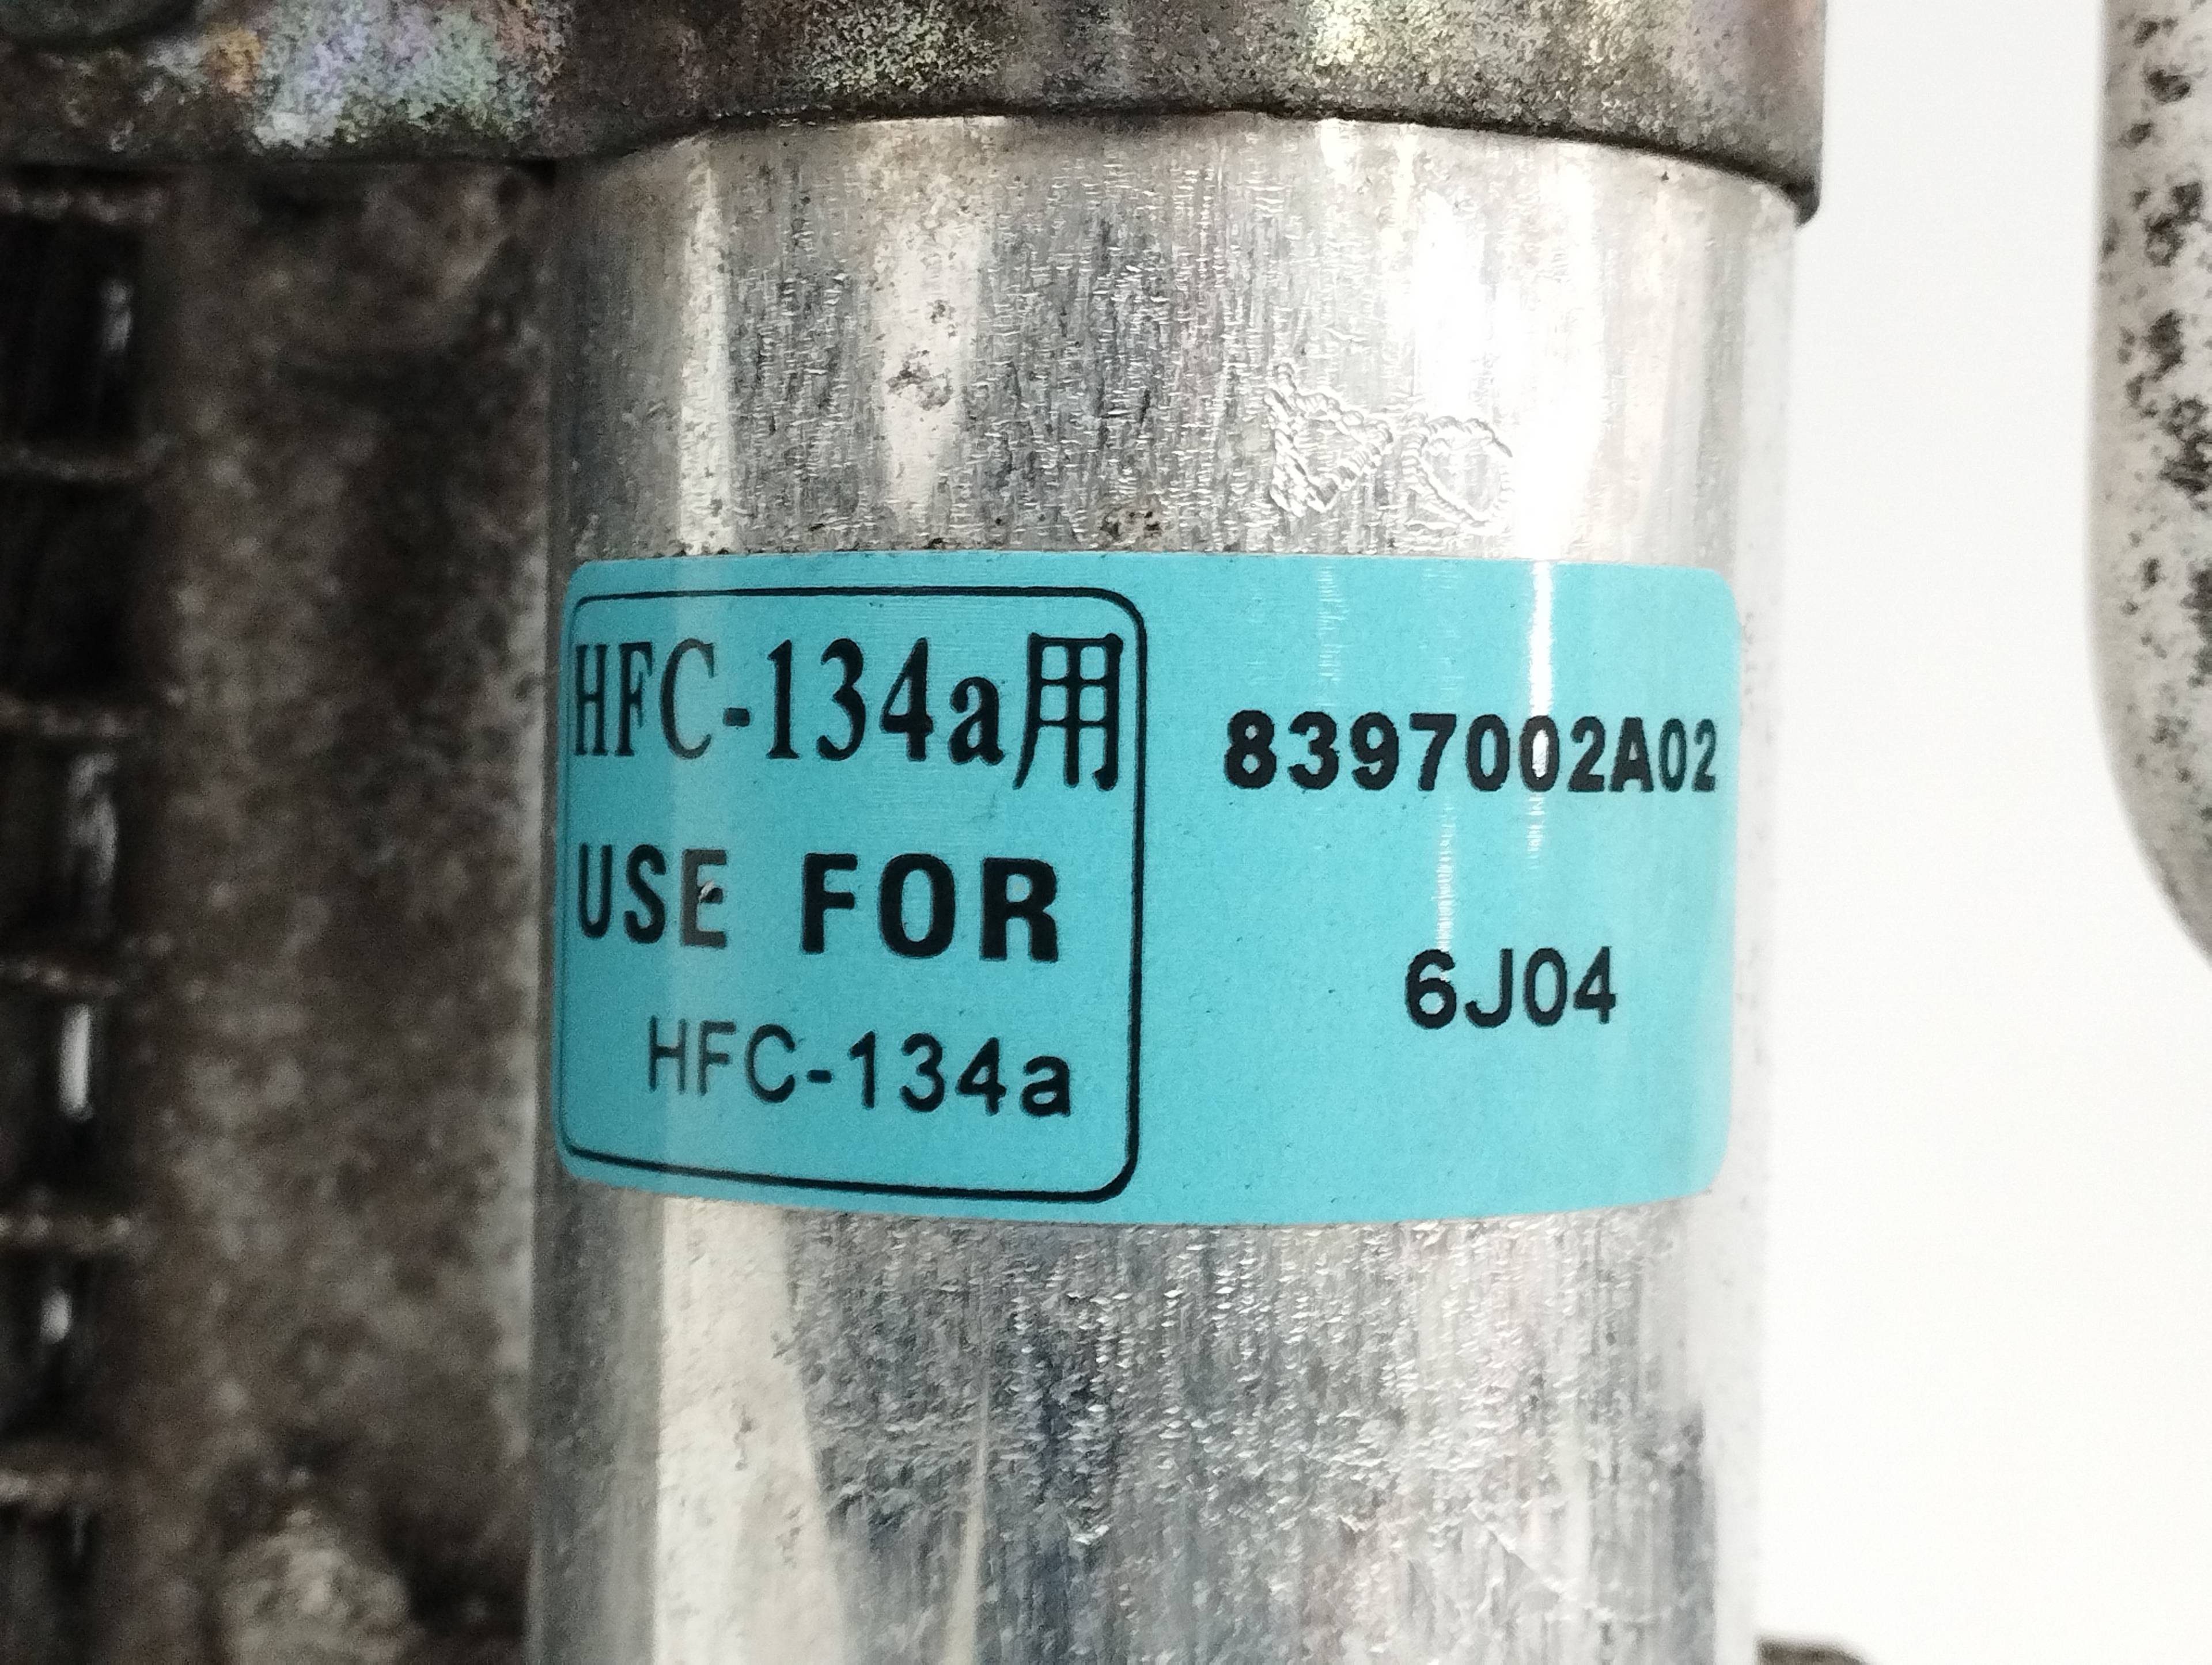 HFC-134a用
USE FOR
HFC-134a
8397002A02
6J04